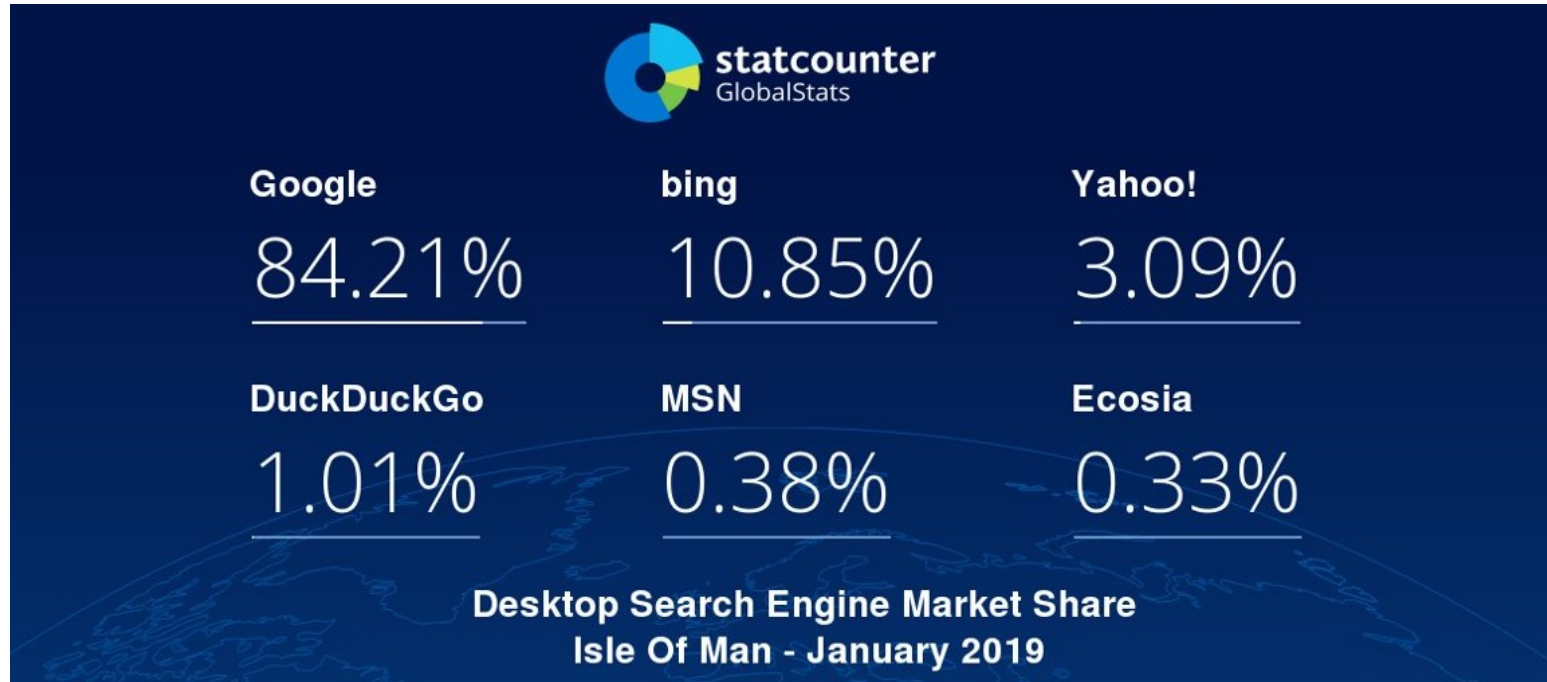 statcounter
GlobalStats
Google bing Yahoo!
84.21% 10.85% 3.09%
DuckDuckGo MSN Ecosia
1.01% 0.38% 0.33%
Desktop Search Engine Market Share
Isle Of Man - January 2019